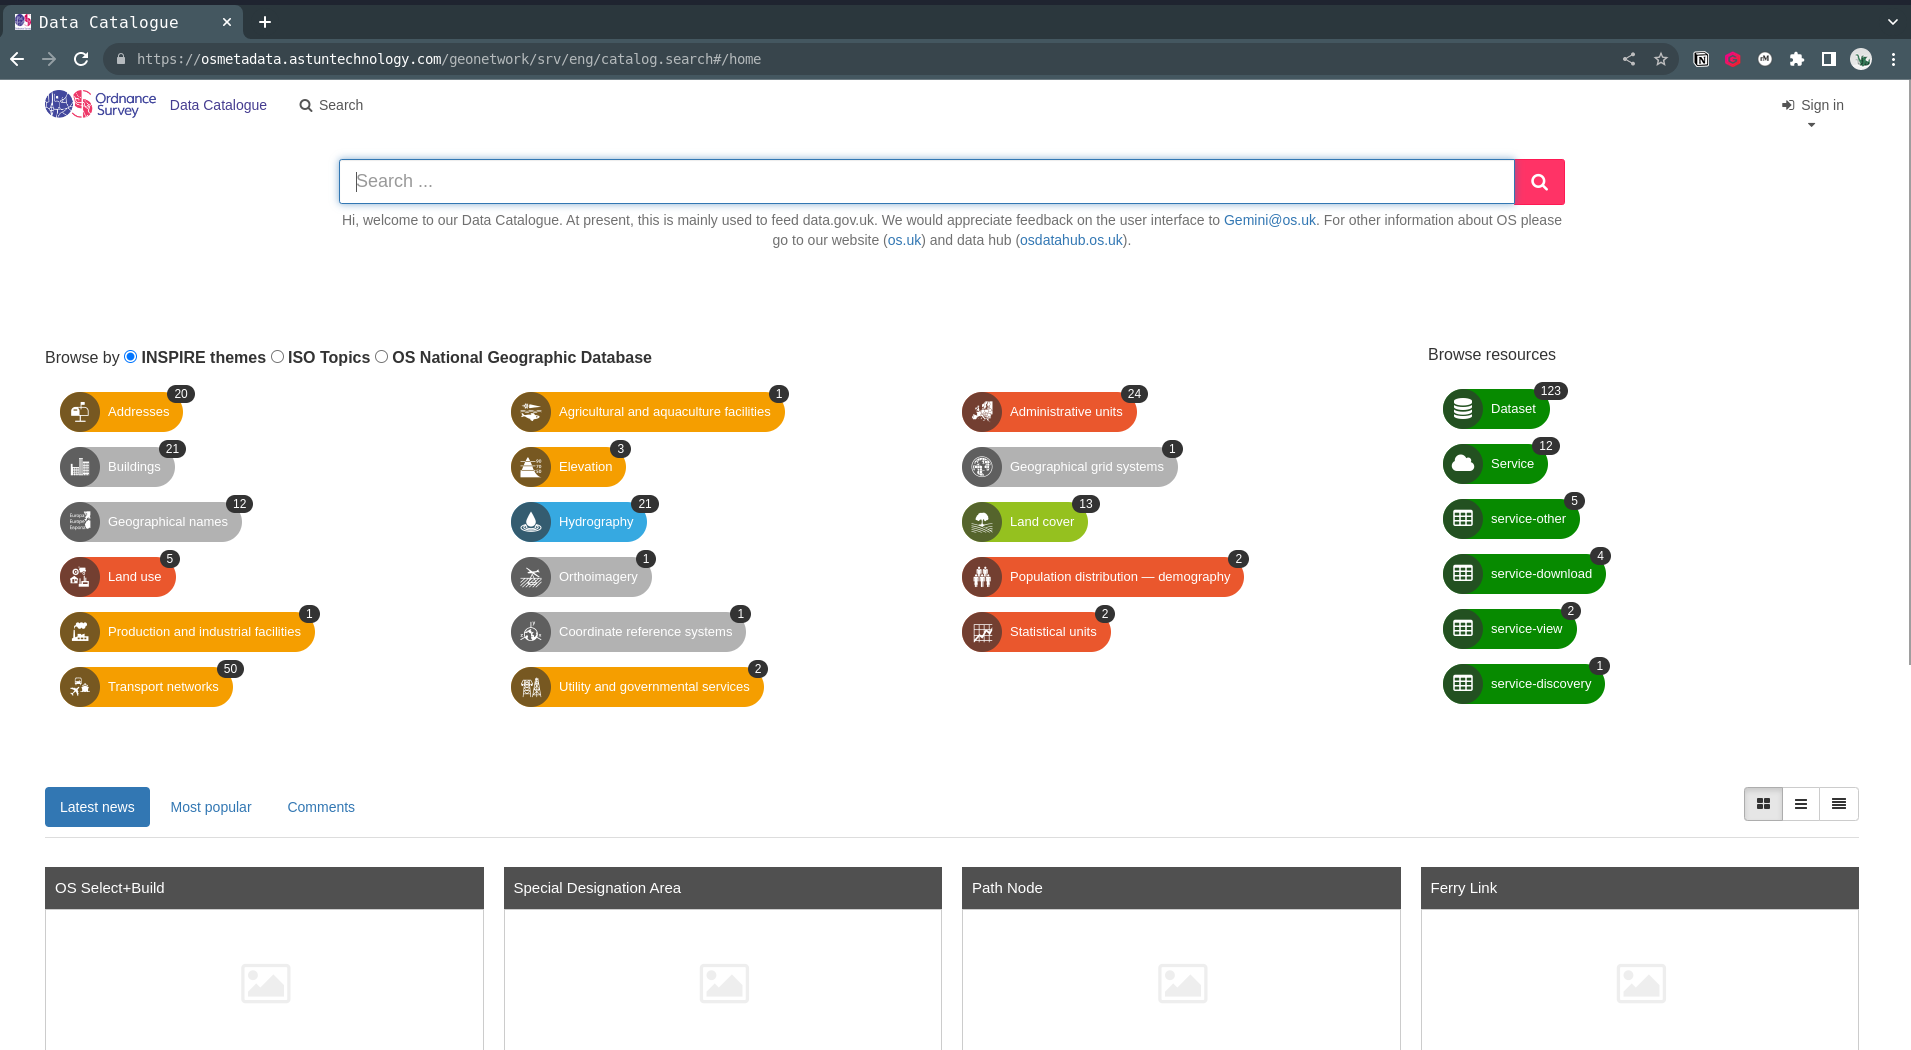 Data Catalogue
https://osmetadata.astuntechnology.com/geonetwork/srv/eng/catalog.search#/home
Ordnance Survey Data Catalogue Search Sign in
Search ...
Hi, welcome to our Data Catalogue. At present, this is mainly used to feed data.gov.uk. We would appreciate feedback on the user interface to Gemini@os.uk. For other information about OS please
go to our website (os.uk) and data hub (osdatahub.os.uk).
Browse by INSPIRE themes ISO Topics OS National Geographic Database
Addresses 20
Agricultural and aquaculture facilities 1
Administrative units 24
Buildings 21
Elevation 3
Geographical grid systems 1
Geographical names 12
Hydrography 21
Land cover 13
Land use 5
Orthoimagery 1
Population distribution — demography 2
Production and industrial facilities 1
Coordinate reference systems 1
Statistical units 2
Transport networks 50
Utility and governmental services 2
Browse resources
Dataset 123
Service 12
service-other 5
service-download 4
service-view 2
service-discovery 1
Latest news Most popular Comments
OS Select+Build
Special Designation Area
Path Node
Ferry Link